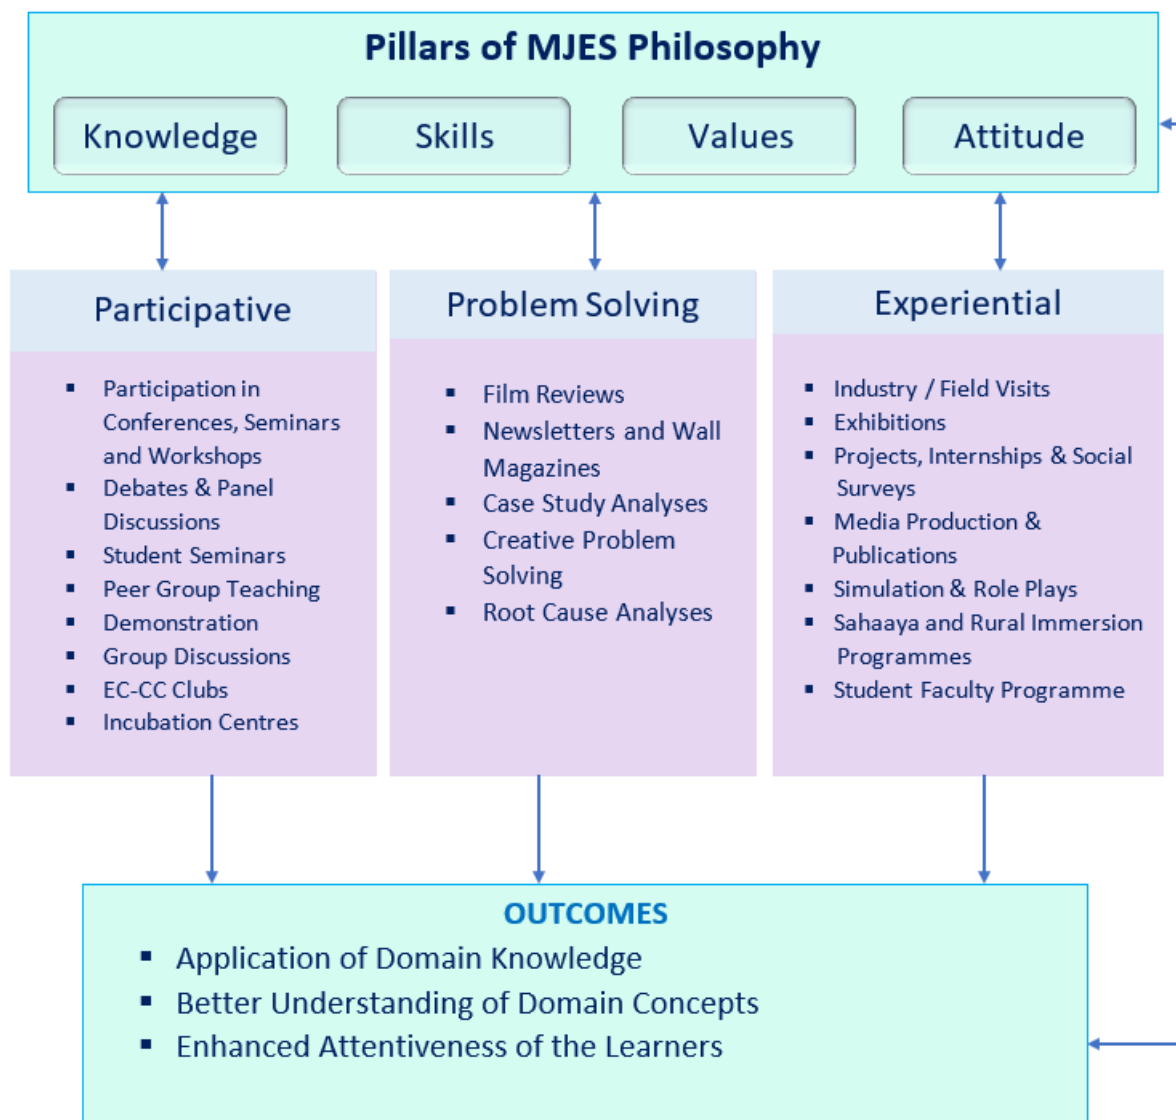 Pillars of MJES Philosophy
Knowledge
Skills
Values
Attitude
Participative
▪ Participation in
Conferences, Seminars
and Workshops
▪ Debates & Panel
Discussions
▪ Student Seminars
▪ Peer Group Teaching
▪ Demonstration
▪ Group Discussions
▪ EC-CC Clubs
▪ Incubation Centres
Problem Solving
▪ Film Reviews
▪ Newsletters and Wall
Magazines
▪ Case Study Analyses
▪ Creative Problem
Solving
▪ Root Cause Analyses
Experiential
▪ Industry / Field Visits
▪ Exhibitions
▪ Projects, Internships & Social
Surveys
▪ Media Production &
Publications
▪ Simulation & Role Plays
▪ Sahaaya and Rural Immersion
Programmes
▪ Student Faculty Programme
OUTCOMES
▪ Application of Domain Knowledge
▪ Better Understanding of Domain Concepts
▪ Enhanced Attentiveness of the Learners